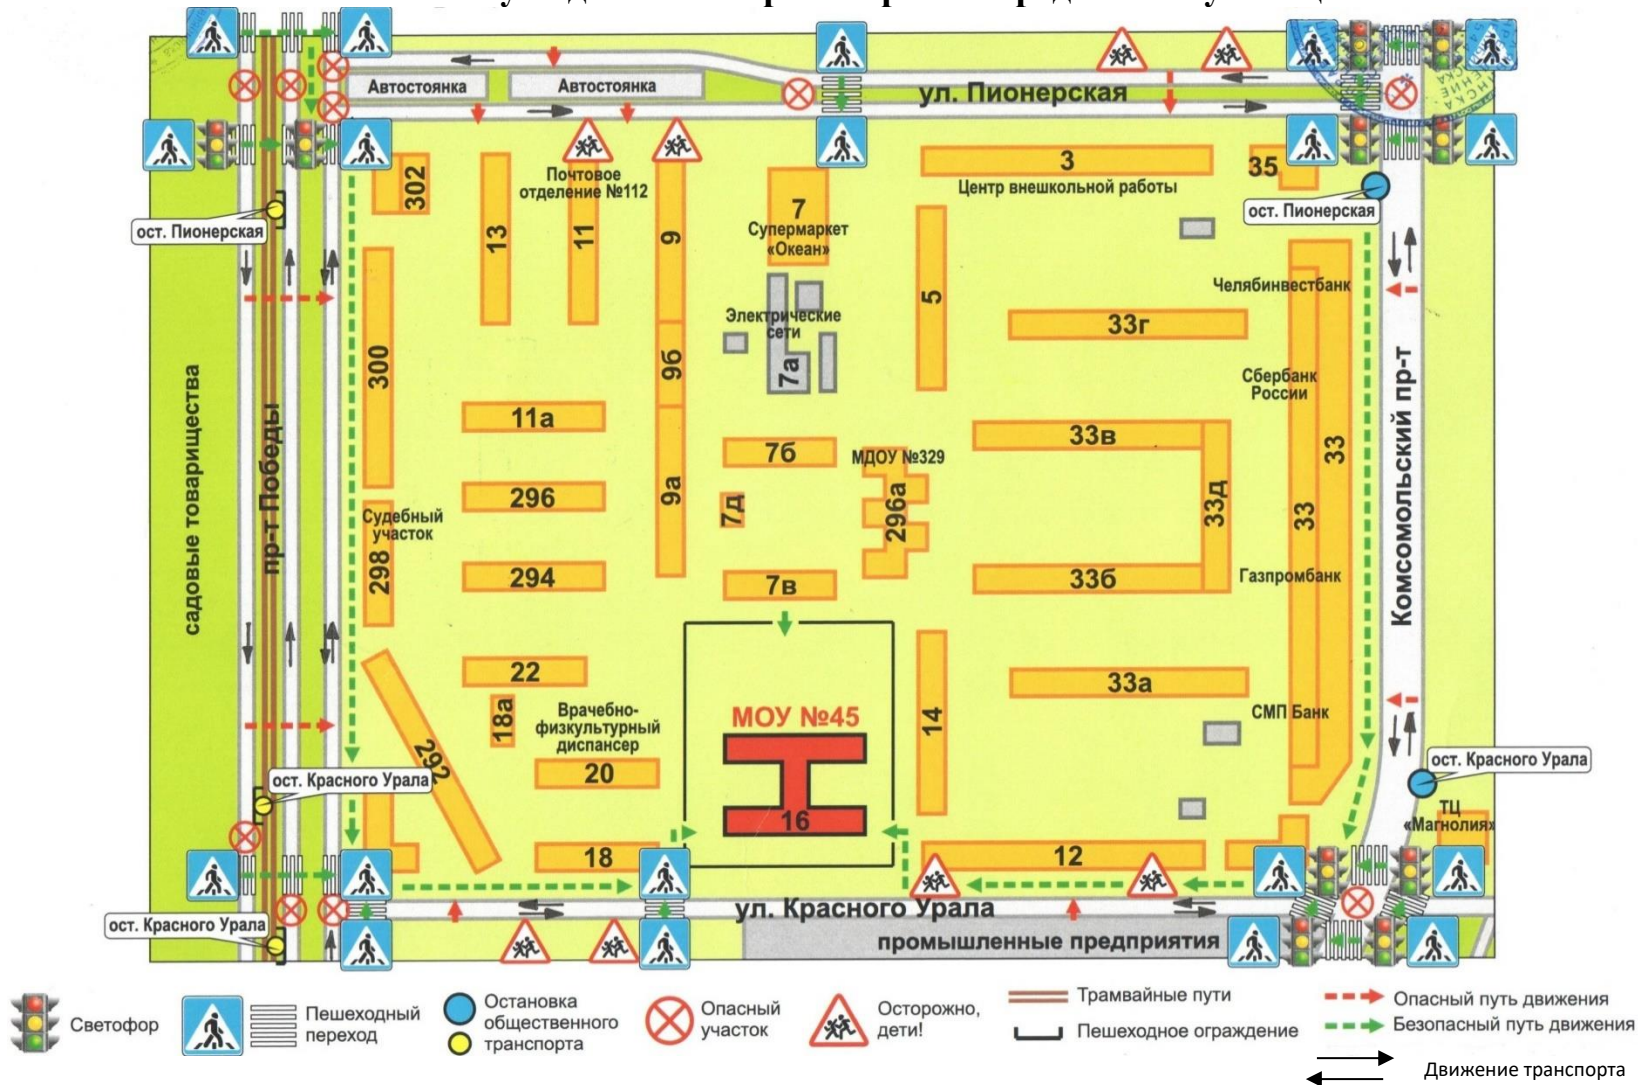 Автостоянка
Автостоянка
ул. Пионерская
302
13
Почтовое
отделение №112
11
9
7
Супермаркет
«Океан»
3
Центр внешкольной работы
35
ост. Пионерская
ост. Пионерская
5
Челябинвестбанк
33г
Электрические
сети
7а
300
9б
11а
Сбербанк
России
садовые товарищества
пр-т Победы
Комсомольский пр-т
7б
МДОУ №329
33в
33
33
296
9а
7д
296а
33д
Судебный
участок
298
294
7в
33б
Газпромбанк
22
18а
Врачебно-
физкультурный
диспансер
20
МОУ №45
16
14
33а
СМП Банк
292
ост. Красного Урала
ост. Красного Урала
ТЦ
«Магнолия»
18
12
ост. Красного Урала
ул. Красного Урала
промышленные предприятия
Светофор
Пешеходный
переход
Остановка
общественного
транспорта
Опасный
участок
Осторожно,
дети!
Трамвайные пути
Пешеходное ограждение
Опасный путь движения
Безопасный путь движения
Движение транспорта